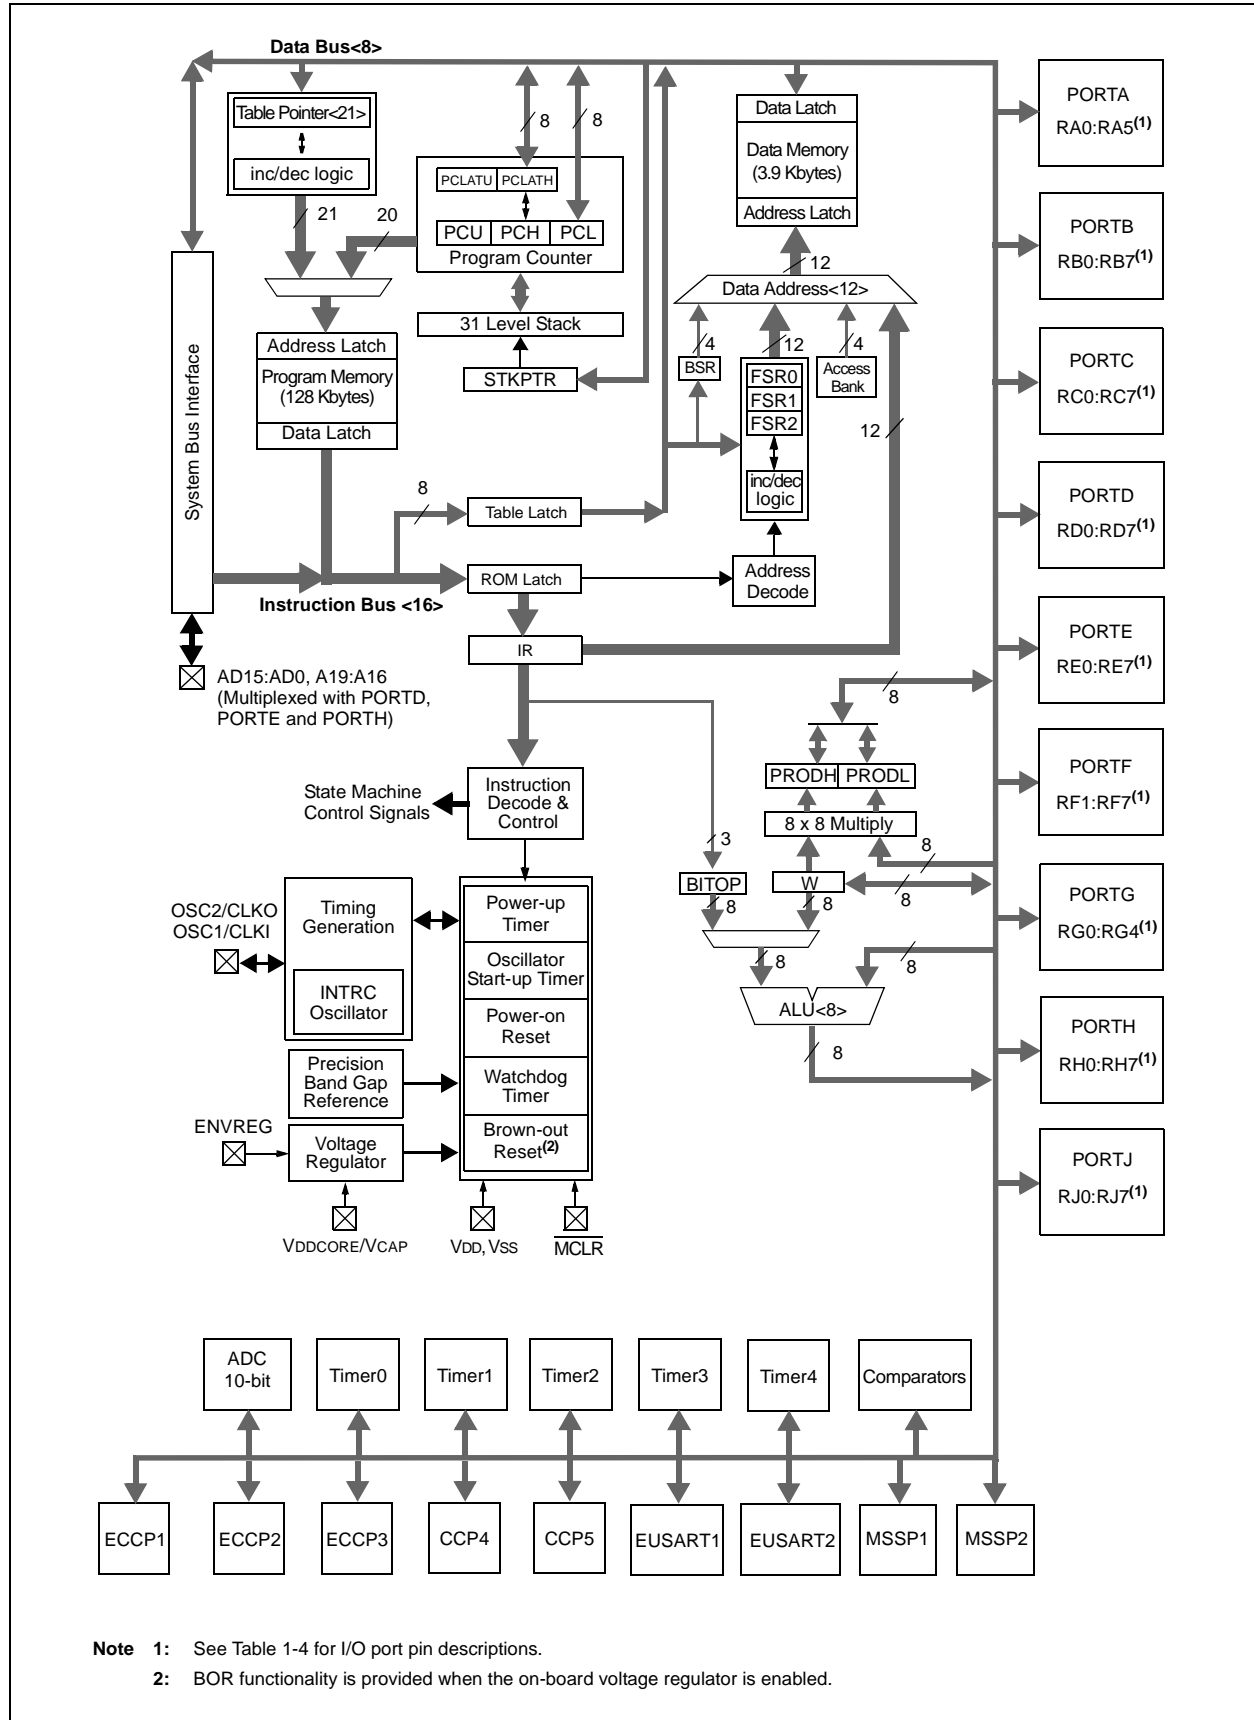 Data Bus<8>
Table Pointer<21>
inc/dec logic
21
20
8
8
PCLATU
PCLATH
PCU
PCH
PCL
Program Counter
31 Level Stack
STKPTR
Data Latch
Data Memory
(3.9 Kbytes)
Address Latch
12
Data Address<12>
4
12
4
BSR
FSR0
FSR1
FSR2
inc/dec
logic
Access
Bank
12
System Bus Interface
Address Latch
Program Memory
(128 Kbytes)
Data Latch
8
Table Latch
ROM Latch
Instruction Bus <16>
IR
Address
Decode
AD15:AD0, A19:A16
(Multiplexed with PORTD,
PORTE and PORTH)
State Machine
Control Signals
Instruction
Decode &
Control
8
PRODH
PRODL
8 x 8 Multiply
3
8
BITOP
W
8
8
8
8
8
ALU<8>
8
OSC2/CLKO
OSC1/CLKI
Timing
Generation
INTRC
Oscillator
Power-up
Timer
Oscillator
Start-up Timer
Power-on
Reset
Watchdog
Timer
Brown-out
Reset(2)
Precision
Band Gap
Reference
ENVREG
Voltage
Regulator
VDDCORE/VCAP
VDD, VSS
MCLR
PORTA
RA0:RA5(1)
PORTB
RB0:RB7(1)
PORTC
RC0:RC7(1)
PORTD
RD0:RD7(1)
PORTE
RE0:RE7(1)
PORTF
RF1:RF7(1)
PORTG
RG0:RG4(1)
PORTH
RH0:RH7(1)
PORTJ
RJ0:RJ7(1)
ADC
10-bit
Timer0
Timer1
Timer2
Timer3
Timer4
Comparators
ECCP1
ECCP2
ECCP3
CCP4
CCP5
EUSART1
EUSART2
MSSP1
MSSP2
Note 1: See Table 1-4 for I/O port pin descriptions.
2: BOR functionality is provided when the on-board voltage regulator is enabled.